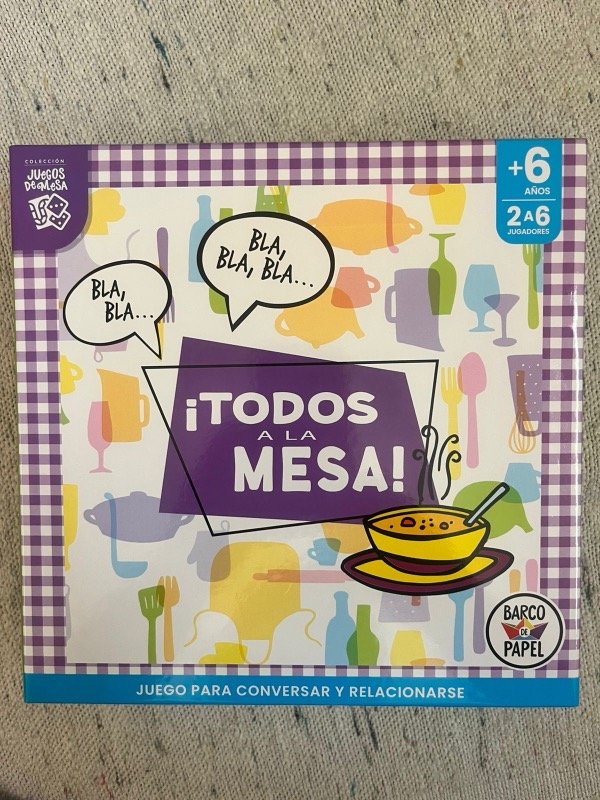 COLECCIÓN
JUEGOS
DE MESA
+6
AÑOS
2 A 6
JUGADORES
BLA,
BLA, BLA...
BLA,
BLA...
¡TODOS
A LA
MESA!
BARCO
DE
PAPEL
JUEGO PARA CONVERSAR Y RELACIONARSE